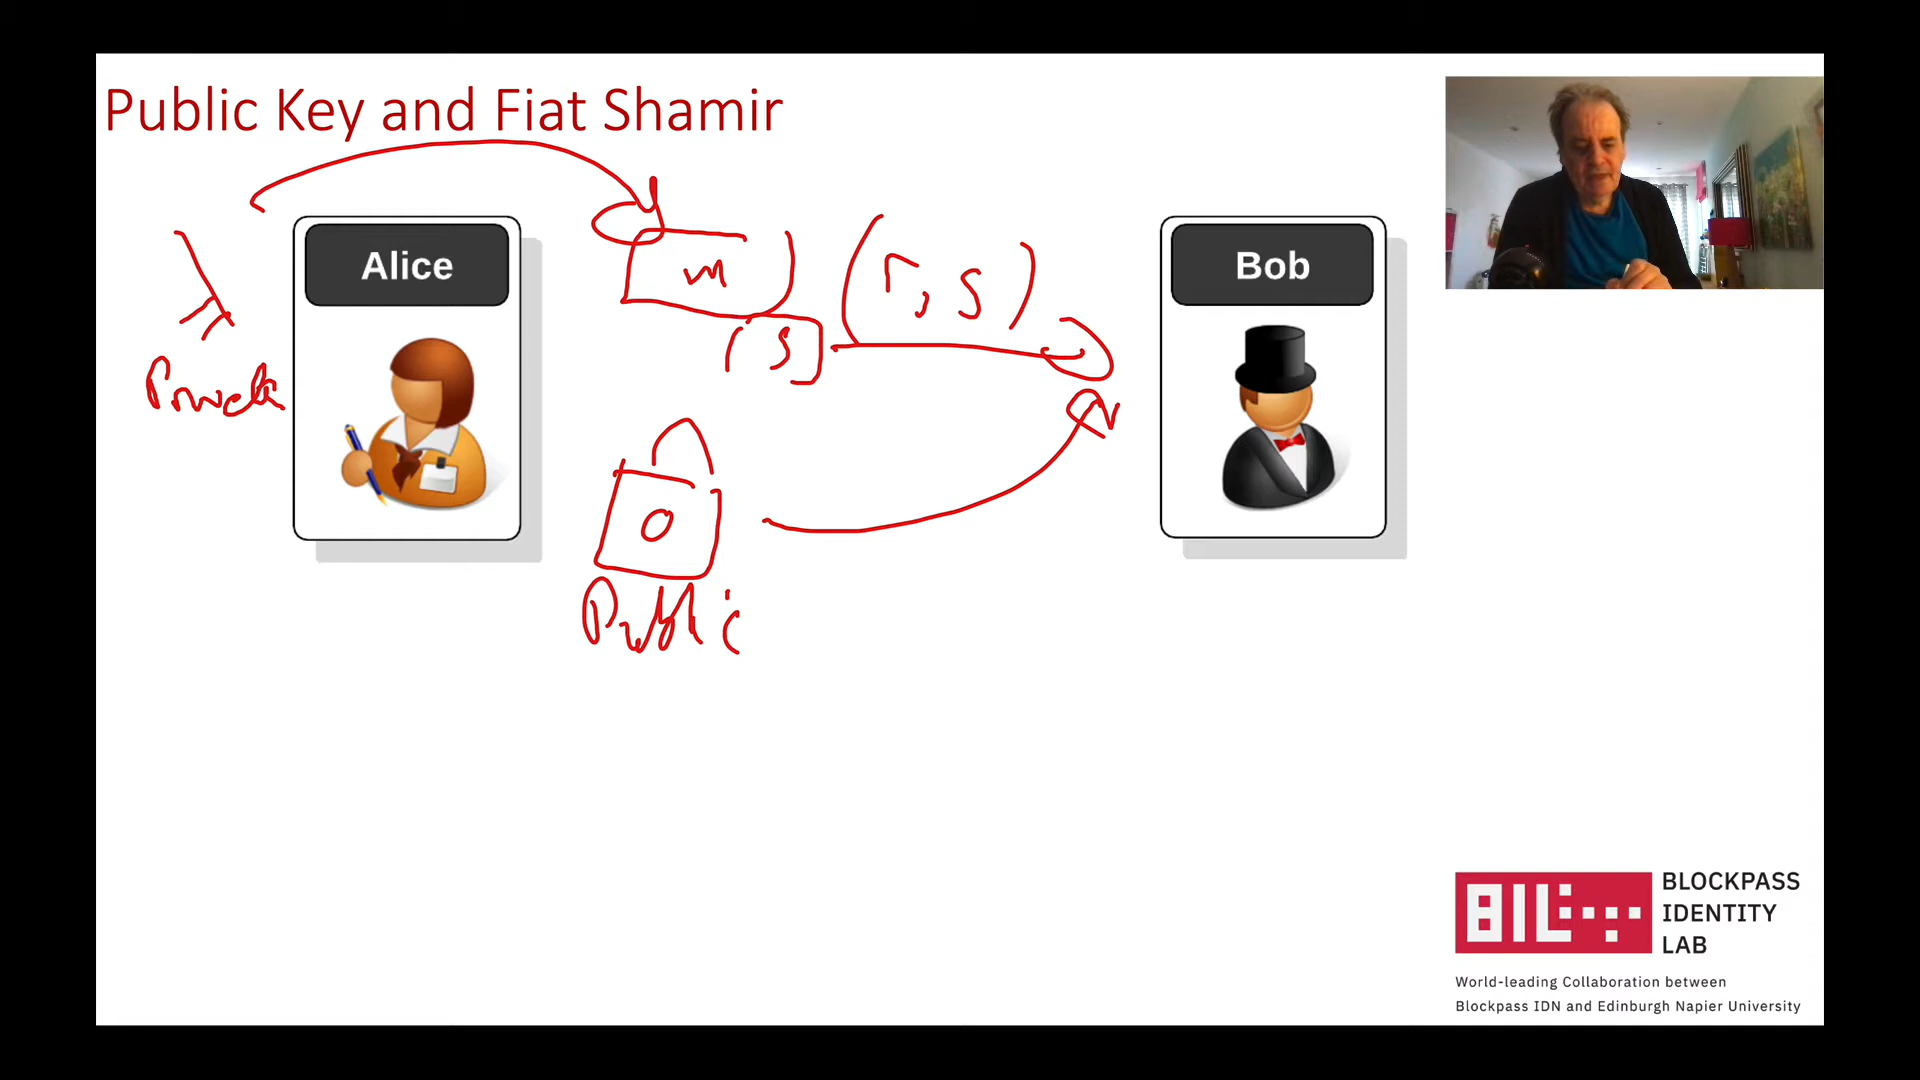 Public Key and Fiat Shamir
Alice
m
(r, s)
Bob
s
Private
Public
BIL
BLOCKPASS
IDENTITY
LAB
World-leading Collaboration between
Blockpass IDN and Edinburgh Napier University